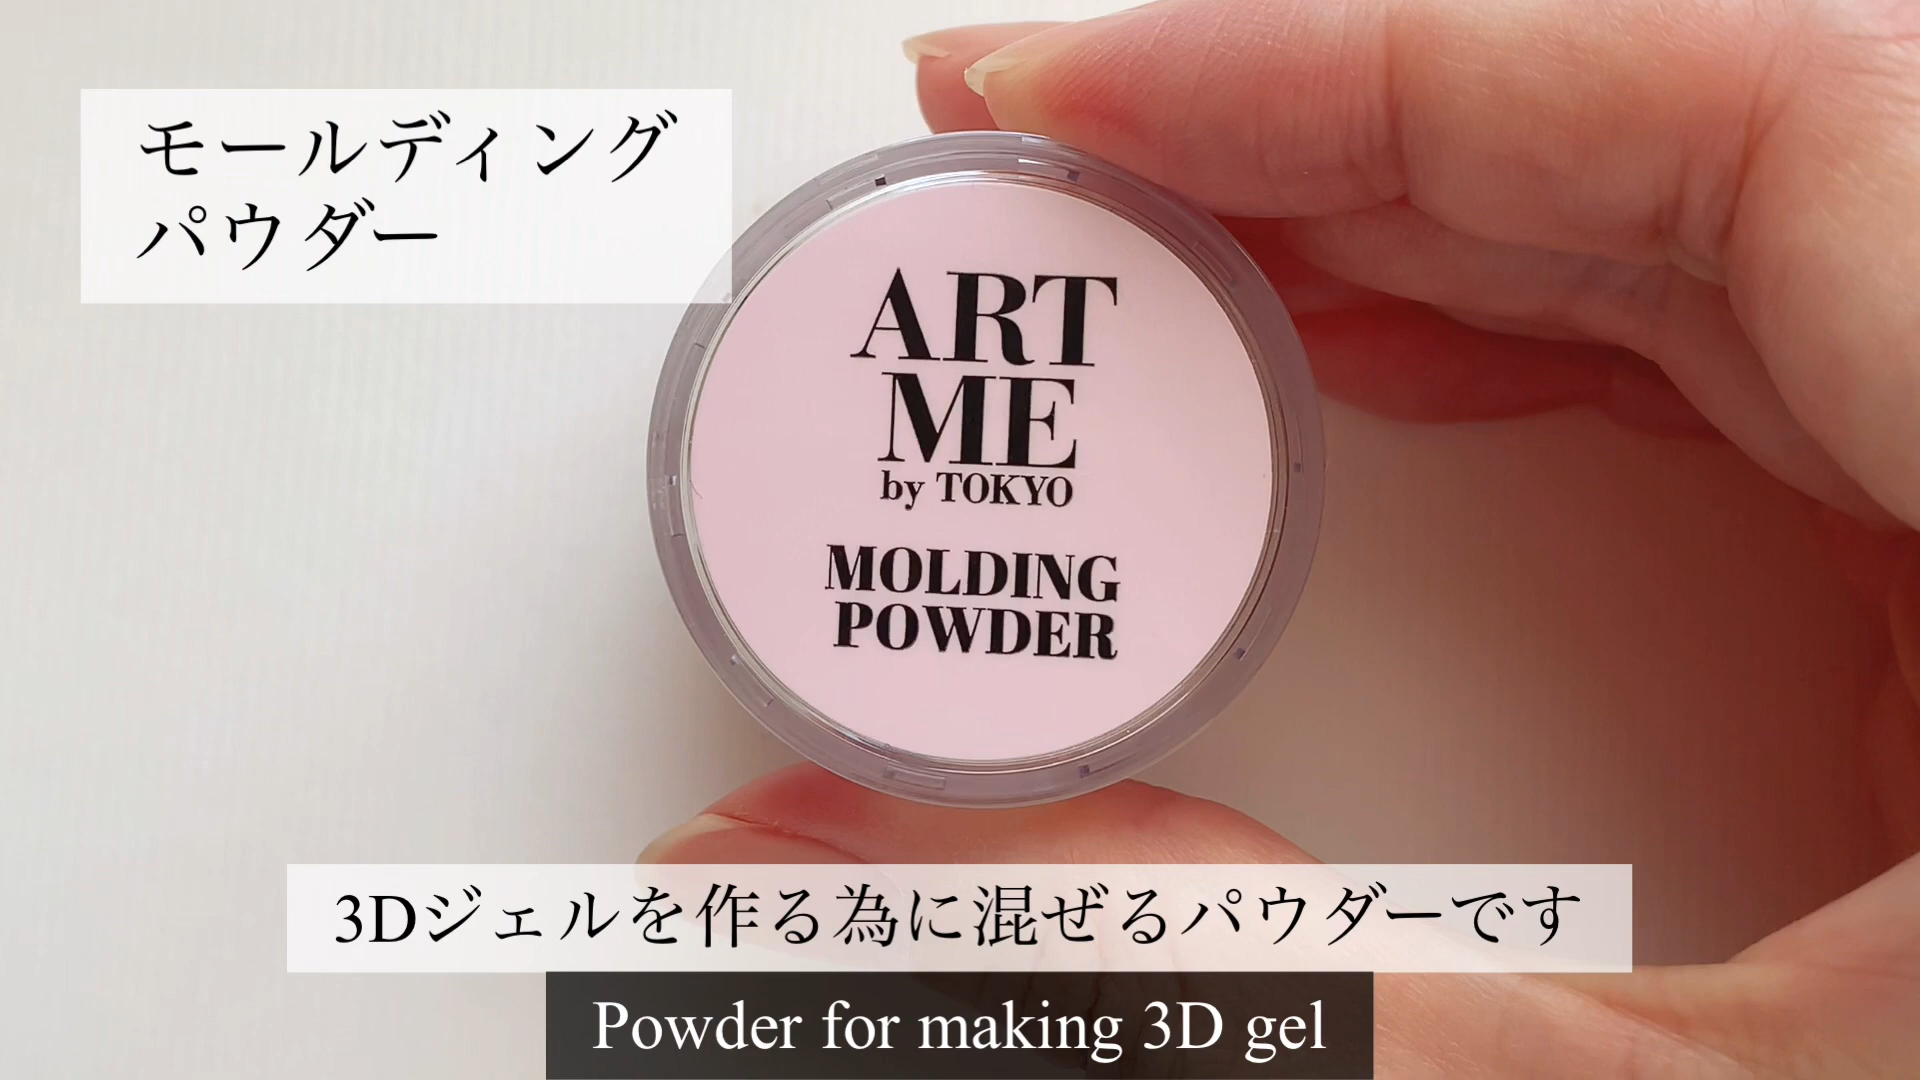 モールディング
パウダー
ART
ME
by TOKYO
MOLDING
POWDER
3Dジェルを作る為に混ぜるパウダーです
Powder for making 3D gel